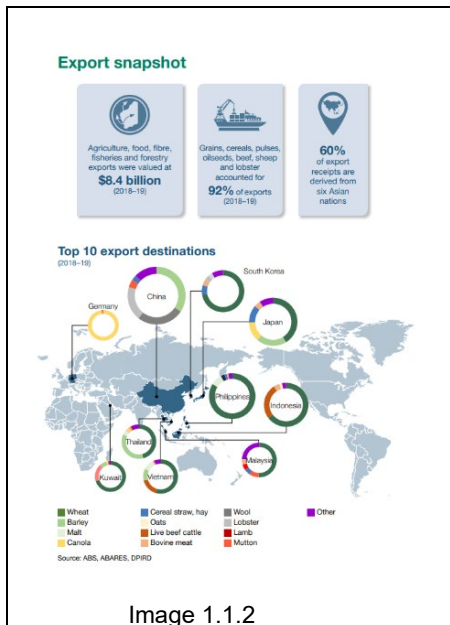 Export snapshot
Agriculture, food, fibre,
fisheries and forestry
exports were valued at
$8.4 billion
(2018–19)
Grains, cereals, pulses,
oilseeds, beef, sheep
and lobster
accounted for
92% of exports
(2018–19)
60%
of export
receipts are
derived from
six Asian
nations
Top 10 export destinations
(2018–19)
South Korea
China
Germany
Japan
Philippines
Indonesia
Thailand
Malaysia
Kuwait
Vietnam
Wheat
Barley
Malt
Canola
Cereal straw, hay
Oats
Live beef cattle
Bovine meat
Wool
Lobster
Lamb
Mutton
Other
Source: ABS, ABARES, DPIRD
Image 1.1.2